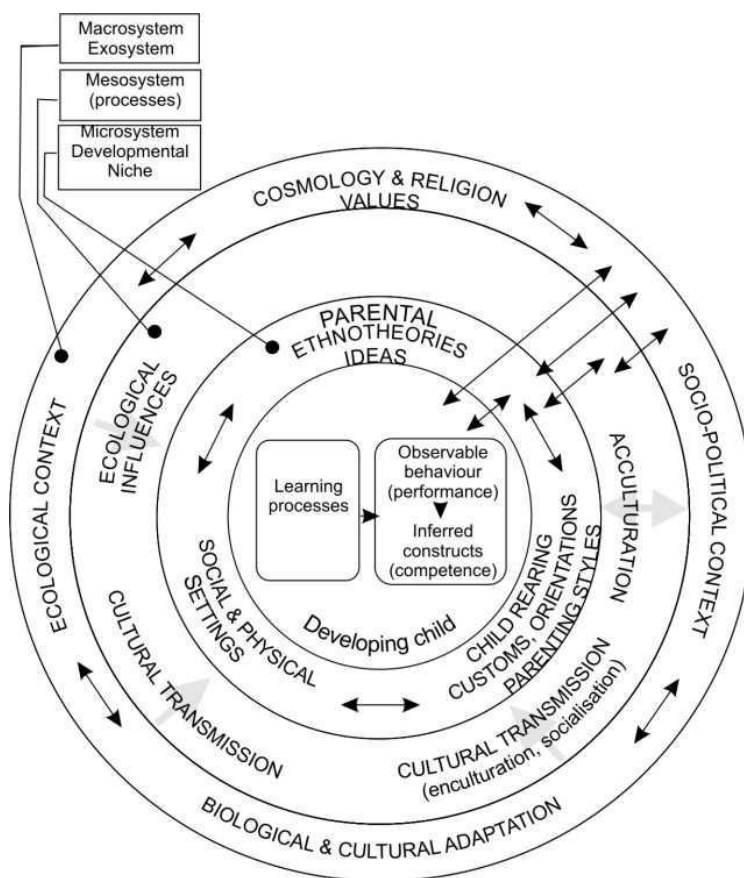 Macrosystem
Exosystem
Mesosystem
(processes)
Microsystem
Developmental
Niche
COSMOLOGY & RELIGION
VALUES
PARENTAL
ETHNOTHEORIES
IDEAS
ECOLOGICAL
INFLUENCES
ECOLOGICAL CONTEXT
SOCIO-POLITICAL CONTEXT
ACCULTURATION
Learning
processes
Observable
behaviour
(performance)
Inferred
constructs
(competence)
Developing child
SOCIAL & PHYSICAL
SETTINGS
CHILD REARING
CUSTOMS, ORIENTATIONS
PARENTING STYLES
CULTURAL TRANSMISSION
CULTURAL TRANSMISSION
(enculturation, socialisation)
BIOLOGICAL & CULTURAL ADAPTATION